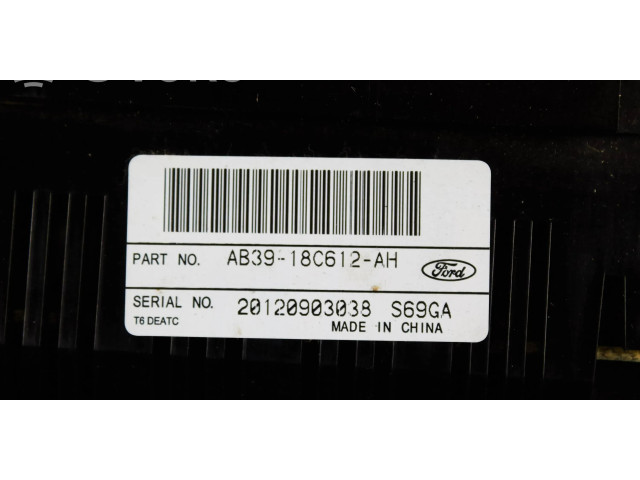 PART NO. AB39-18C612-AH
Ford
SERIAL NO. 20120903038 S69GA
T6 DEATC MADE IN CHINA